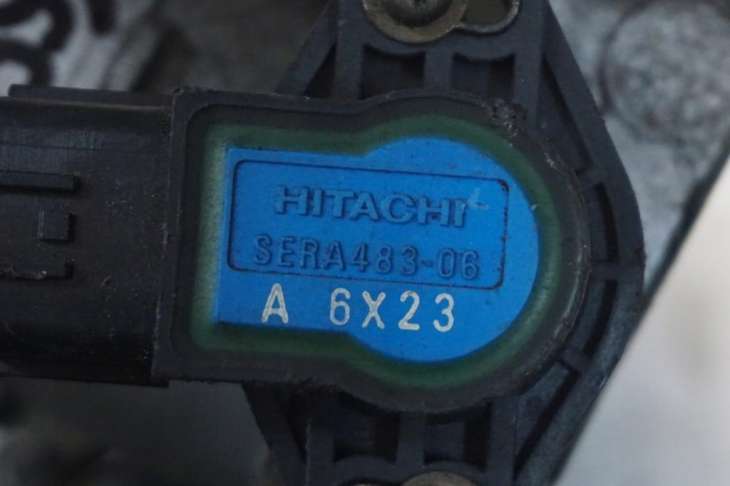 HITACHI
SERA483-06
A 6X23